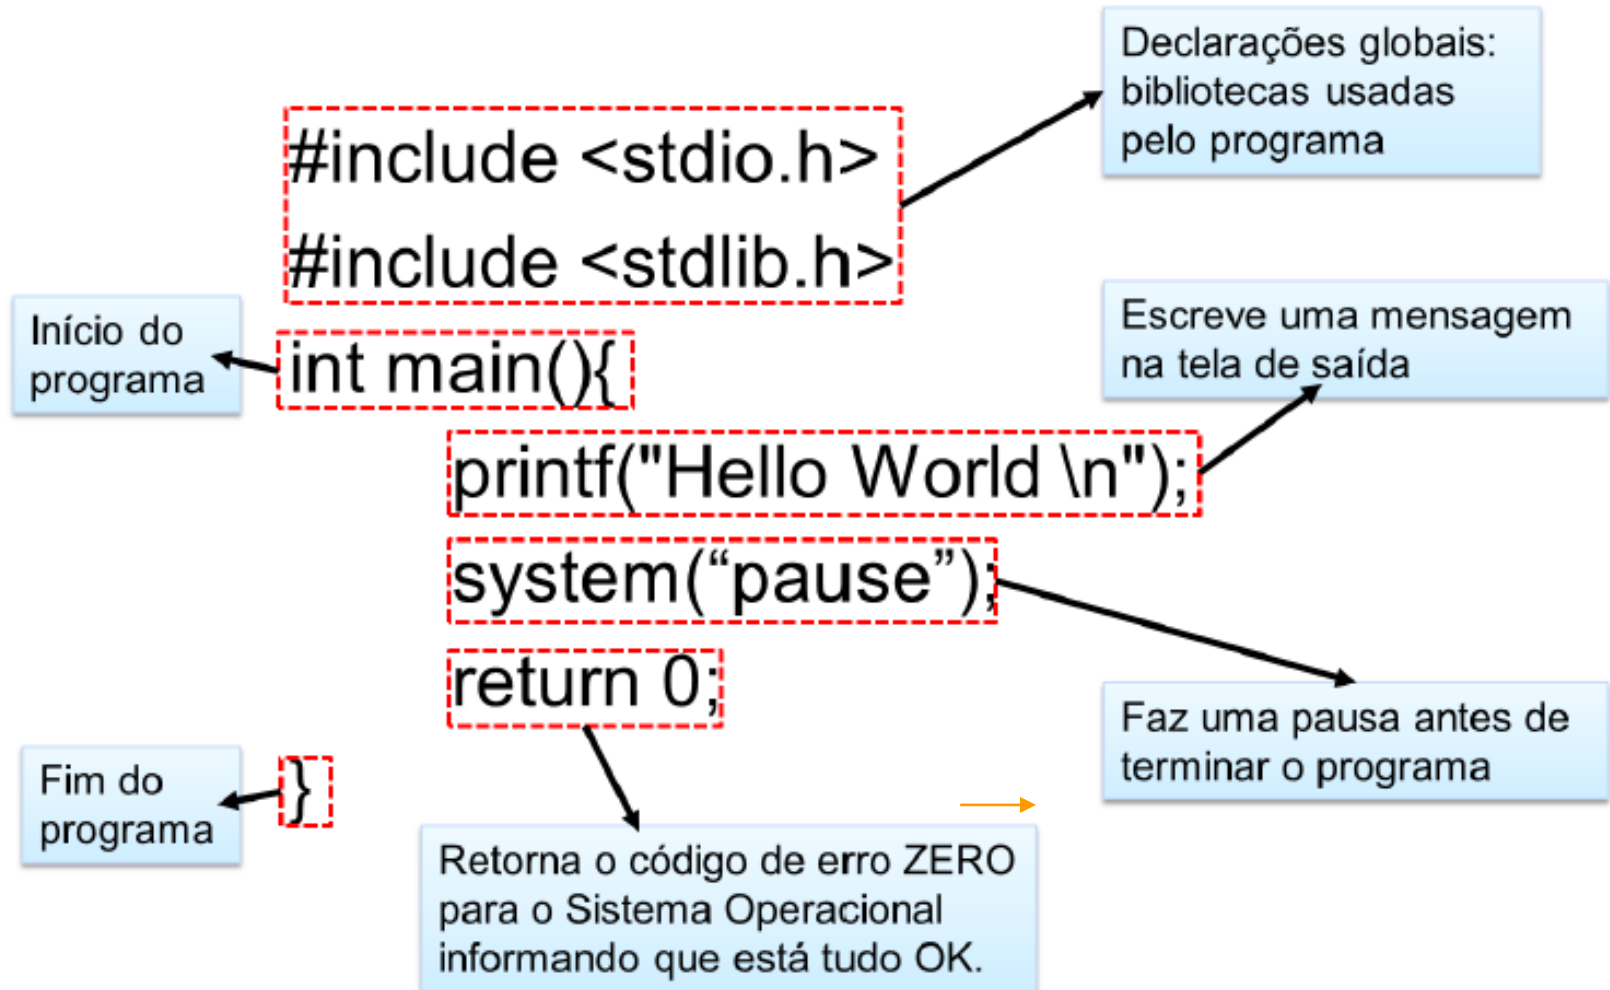 Declarações globais:
bibliotecas usadas
pelo programa
#include <stdio.h>
#include <stdlib.h>
Início do
programa
int main(){
Escreve uma mensagem
na tela de saída
printf("Hello World \n");
system(“pause”);
return 0;
Faz uma pausa antes de
terminar o programa
Fim do
programa
}
Retorna o código de erro ZERO
para o Sistema Operacional
informando que está tudo OK.